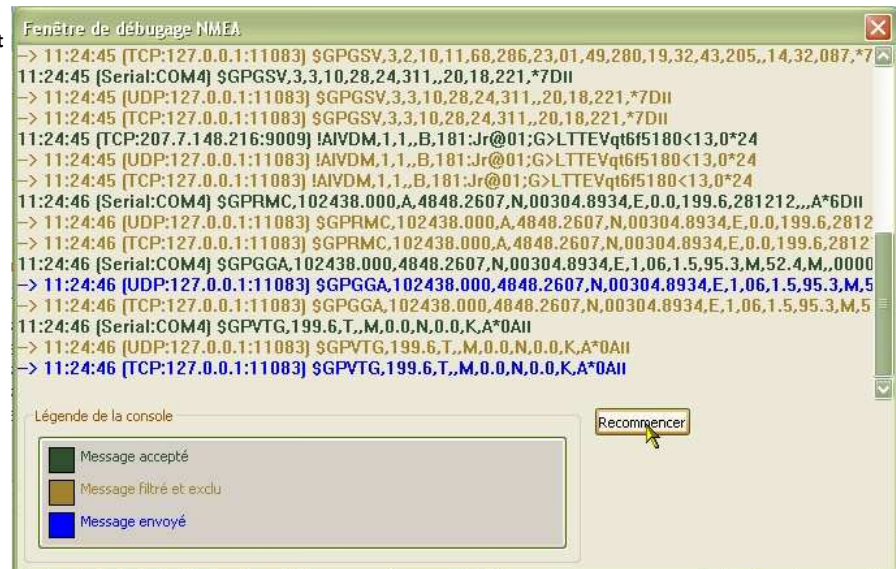 Fenêtre de débugage NMEA
t
-> 11:24:45 (TCP:127.0.0.1:11083) $GPGSV,3,2,10,11,68,286,23,01,49,280,19,32,43,205,,14,32,087,*7
11:24:45 (Serial:COM4) $GPGSV,3,3,10,28,24,311,,20,18,221,*7DII
-> 11:24:45 (UDP:127.0.0.1:11083) $GPGSV,3,3,10,28,24,311,,20,18,221,*7DII
-> 11:24:45 (TCP:127.0.0.1:11083) $GPGSV,3,3,10,28,24,311,,20,18,221,*7DII
11:24:45 (TCP:207.7.148.216:9009) !AIVDM,1,1,,B,181:Jr@01;G>LTTEVqt6f5180<13,0*24
-> 11:24:45 (UDP:127.0.0.1:11083) !AIVDM,1,1,,B,181:Jr@01;G>LTTEVqt6f5180<13,0*24
-> 11:24:45 (TCP:127.0.0.1:11083) !AIVDM,1,1,,B,181:Jr@01;G>LTTEVqt6f5180<13,0*24
11:24:46 (Serial:COM4) $GPRMC,102438.000,A,4848.2607,N,00304.8934,E,0.0,199.6,281212,,,A*6DII
-> 11:24:46 (UDP:127.0.0.1:11083) $GPRMC,102438.000,A,4848.2607,N,00304.8934,E,0.0,199.6,2812
-> 11:24:46 (TCP:127.0.0.1:11083) $GPRMC,102438.000,A,4848.2607,N,00304.8934,E,0.0,199.6,2812
11:24:46 (Serial:COM4) $GPGGA,102438.000,4848.2607,N,00304.8934,E,1,06,1.5,95.3,M,52.4,M,,0000
-> 11:24:46 (UDP:127.0.0.1:11083) $GPGGA,102438.000,4848.2607,N,00304.8934,E,1,06,1.5,95.3,M,5
-> 11:24:46 (TCP:127.0.0.1:11083) $GPGGA,102438.000,4848.2607,N,00304.8934,E,1,06,1.5,95.3,M,5
11:24:46 (Serial:COM4) $GPVTG,199.6,T,,M,0.0,N,0.0,K,A*0AII
-> 11:24:46 (UDP:127.0.0.1:11083) $GPVTG,199.6,T,,M,0.0,N,0.0,K,A*0AII
-> 11:24:46 (TCP:127.0.0.1:11083) $GPVTG,199.6,T,,M,0.0,N,0.0,K,A*0AII
Légende de la console
Recommencer
Message accepté
Message filtré et exclu
Message envoyé